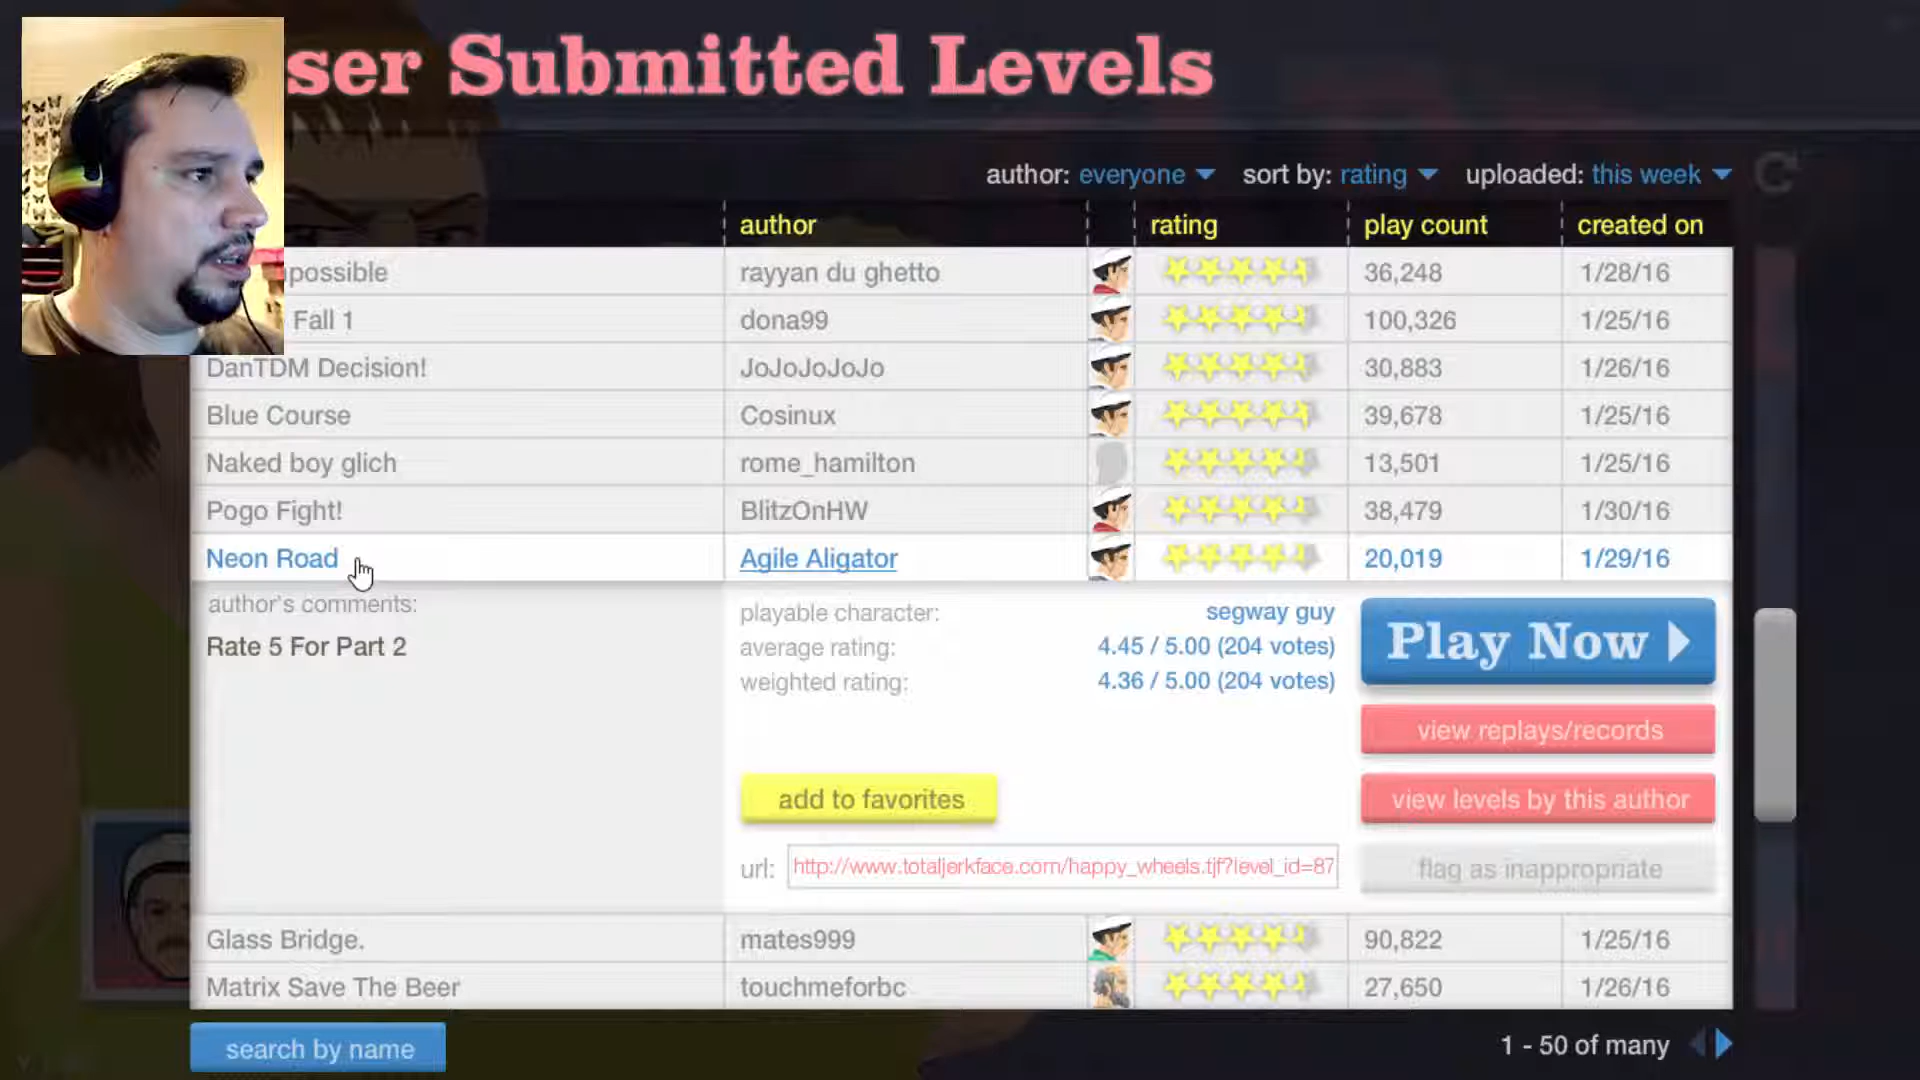 ser Submitted Levels
author: everyone sort by: rating uploaded: this week
author rating play count created on
possible rayyan du ghetto 36,248 1/28/16
Fall 1 dona99 100,326 1/25/16
DanTDM Decision! JoJoJoJoJo 30,883 1/26/16
Blue Course Cosinux 39,678 1/25/16
Naked boy glich rome_hamilton 13,501 1/25/16
Pogo Fight! BlitzOnHW 38,479 1/30/16
Neon Road Agile Aligator 20,019 1/29/16
author's comments:
Rate 5 For Part 2
playable character: segway guy
average rating: 4.45 / 5.00 (204 votes)
weighted rating: 4.36 / 5.00 (204 votes)
Play Now
view replays/records
add to favorites
view levels by this author
url: http://www.totaljerkface.com/happy_wheels.tjf?level_id=87
flag as inappropriate
Glass Bridge. mates999 90,822 1/25/16
Matrix Save The Beer touchmeforbc 27,650 1/26/16
search by name
1 - 50 of many